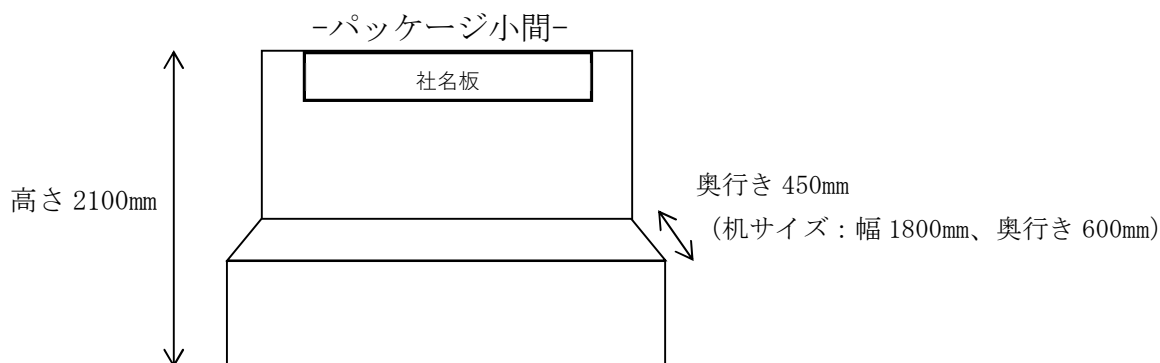 -パッケージ小間-
社名板
高さ 2100mm
奥行き 450mm
（机サイズ：幅 1800mm、奥行き 600mm）